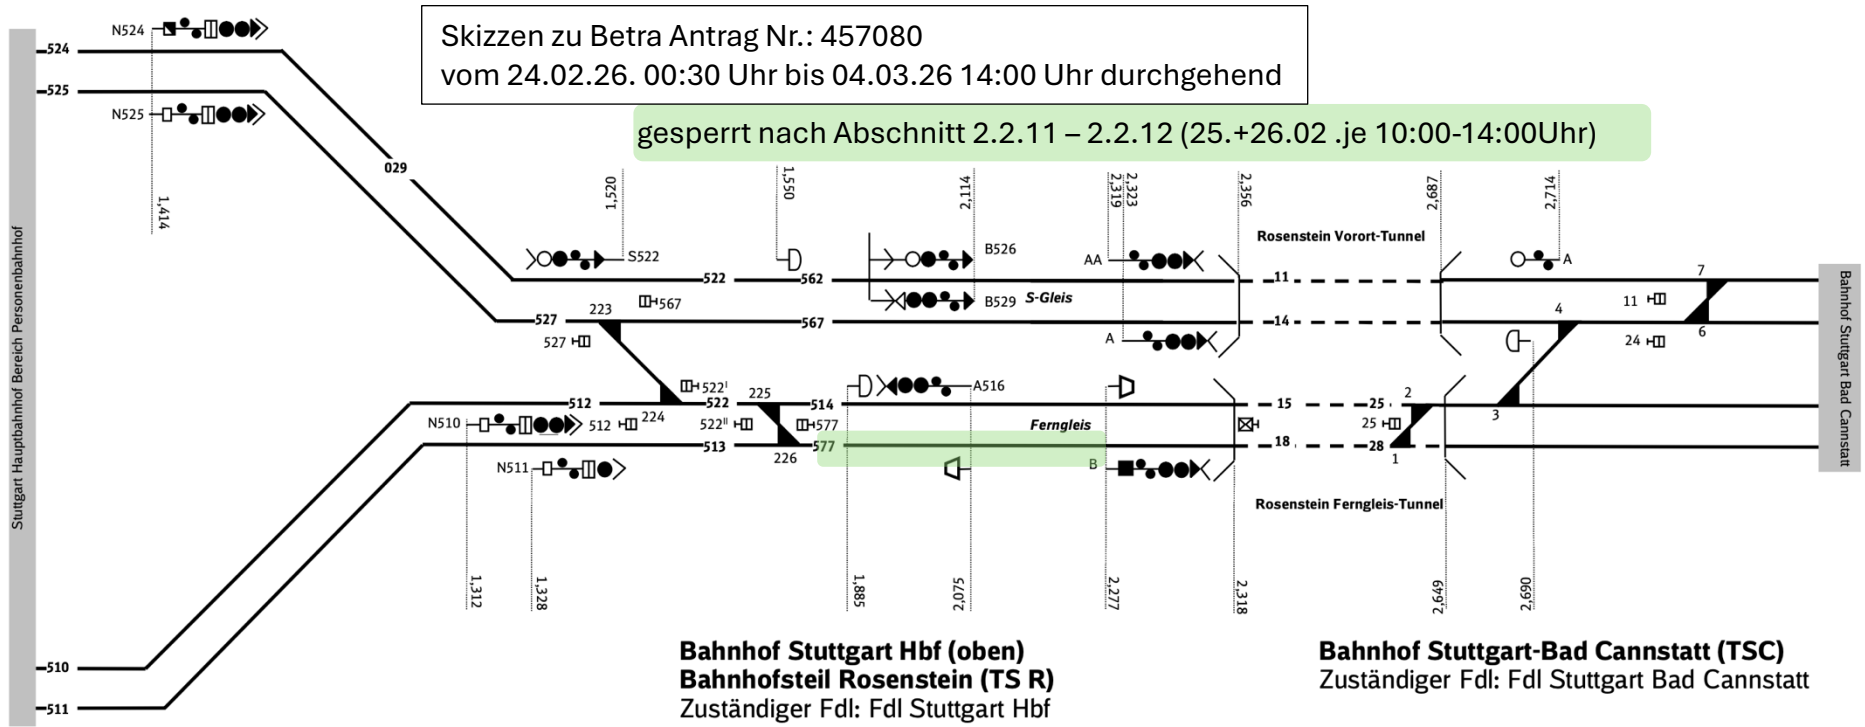 Skizzen zu Betra Antrag Nr.: 457080
vom 24.02.26. 00:30 Uhr bis 04.03.26 14:00 Uhr durchgehend
gesperrt nach Abschnitt 2.2.11 – 2.2.12 (25.+26.02 .je 10:00-14:00Uhr)
N524
524
525
N525
029
1,414
1,520
1,550
2,114
2,319
2,323
2,356
2,687
2,714
Rosenstein Vorort-Tunnel
S522
B526
AA
A
522
562
11
7
567
B529
S-Gleis
11
4
223
527
567
14
6
527
A
24
522ᴵ
225
A516
2
512
522
514
15
25
3
N510
512
224
522ᴵᴵ
577
Ferngleis
25
513
577
18
28
226
1
N511
B
Rosenstein Ferngleis-Tunnel
1,312
1,328
1,885
2,075
2,277
2,318
2,649
2,690
510
511
Stuttgart Hauptbahnhof Bereich Personenbahnhof
Bahnhof Stuttgart Bad Cannstatt
Bahnhof Stuttgart Hbf (oben)
Bahnhofsteil Rosenstein (TS R)
Zuständiger Fdl: Fdl Stuttgart Hbf
Bahnhof Stuttgart-Bad Cannstatt (TSC)
Zuständiger Fdl: Fdl Stuttgart Bad Cannstatt